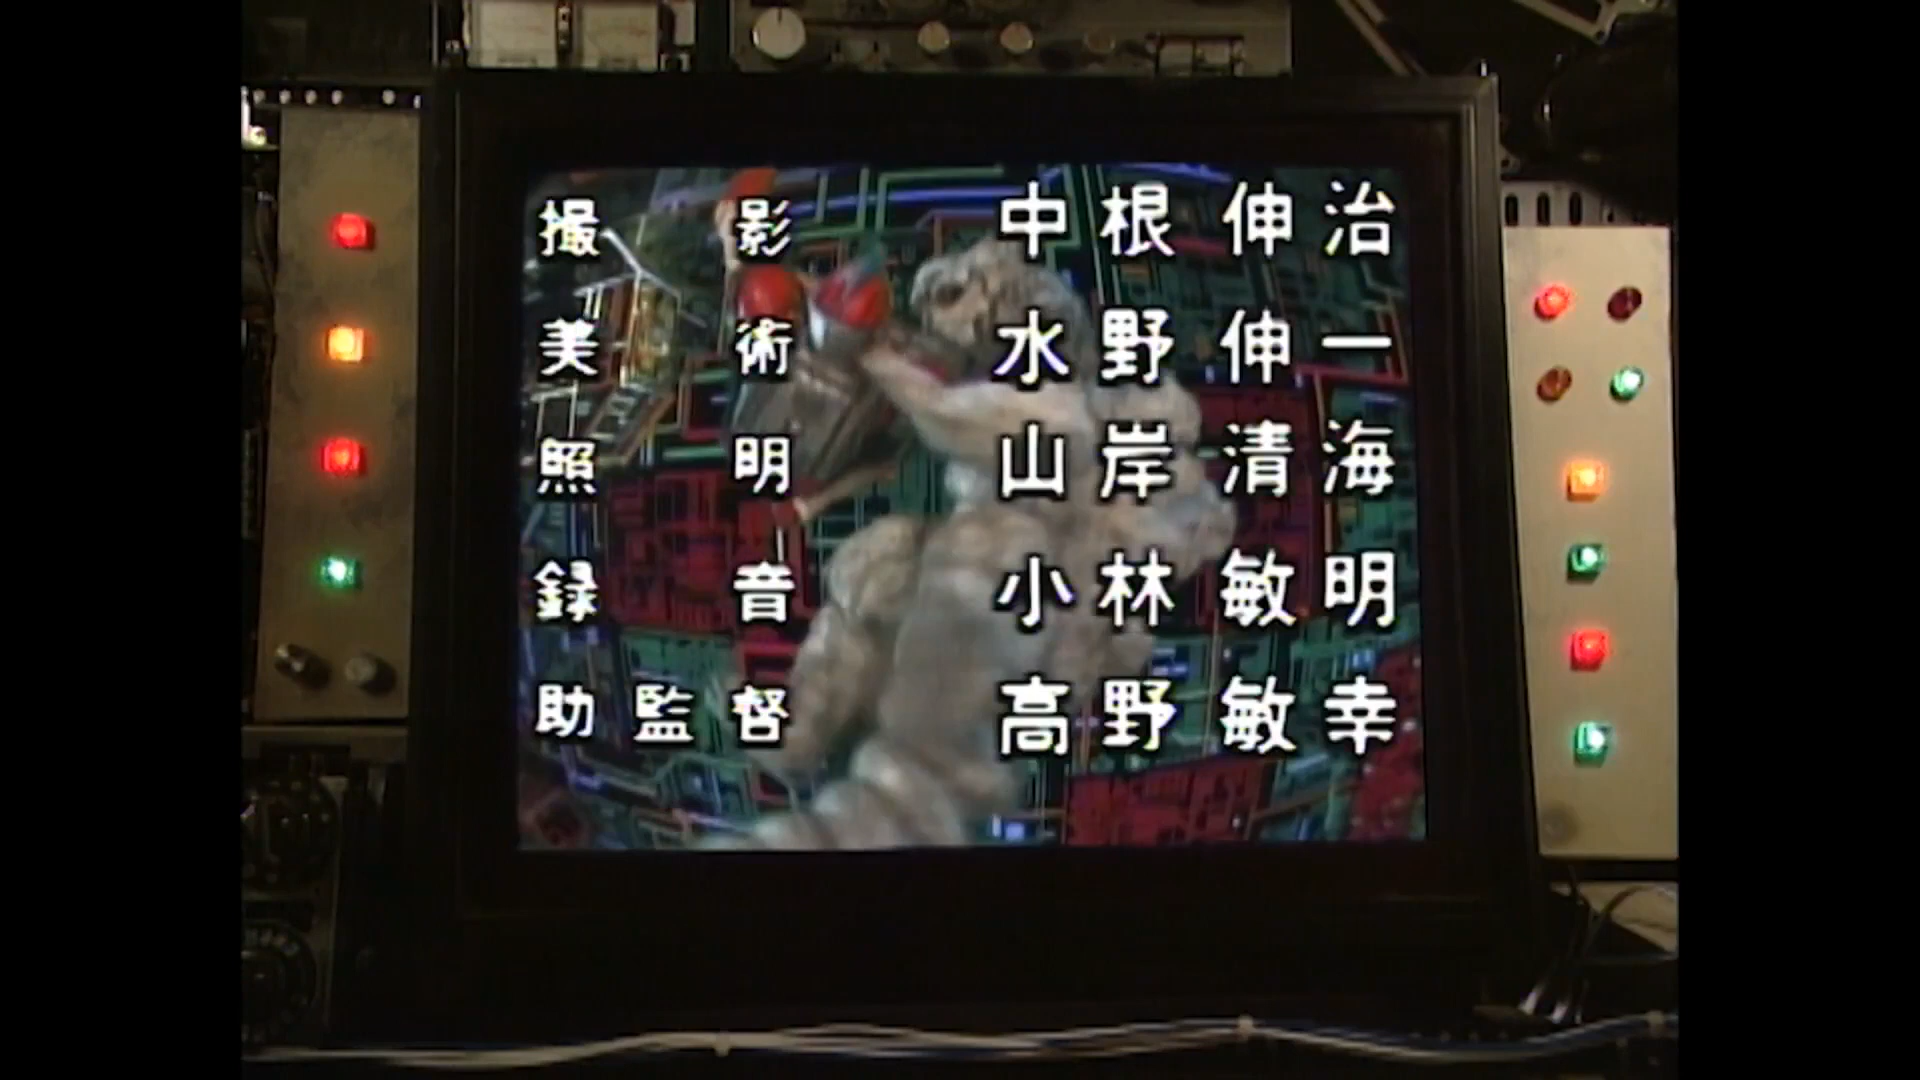 撮影 中根伸治
美術 水野伸一
照明 山岸清海
録音 小林敏明
助監督 高野敏幸